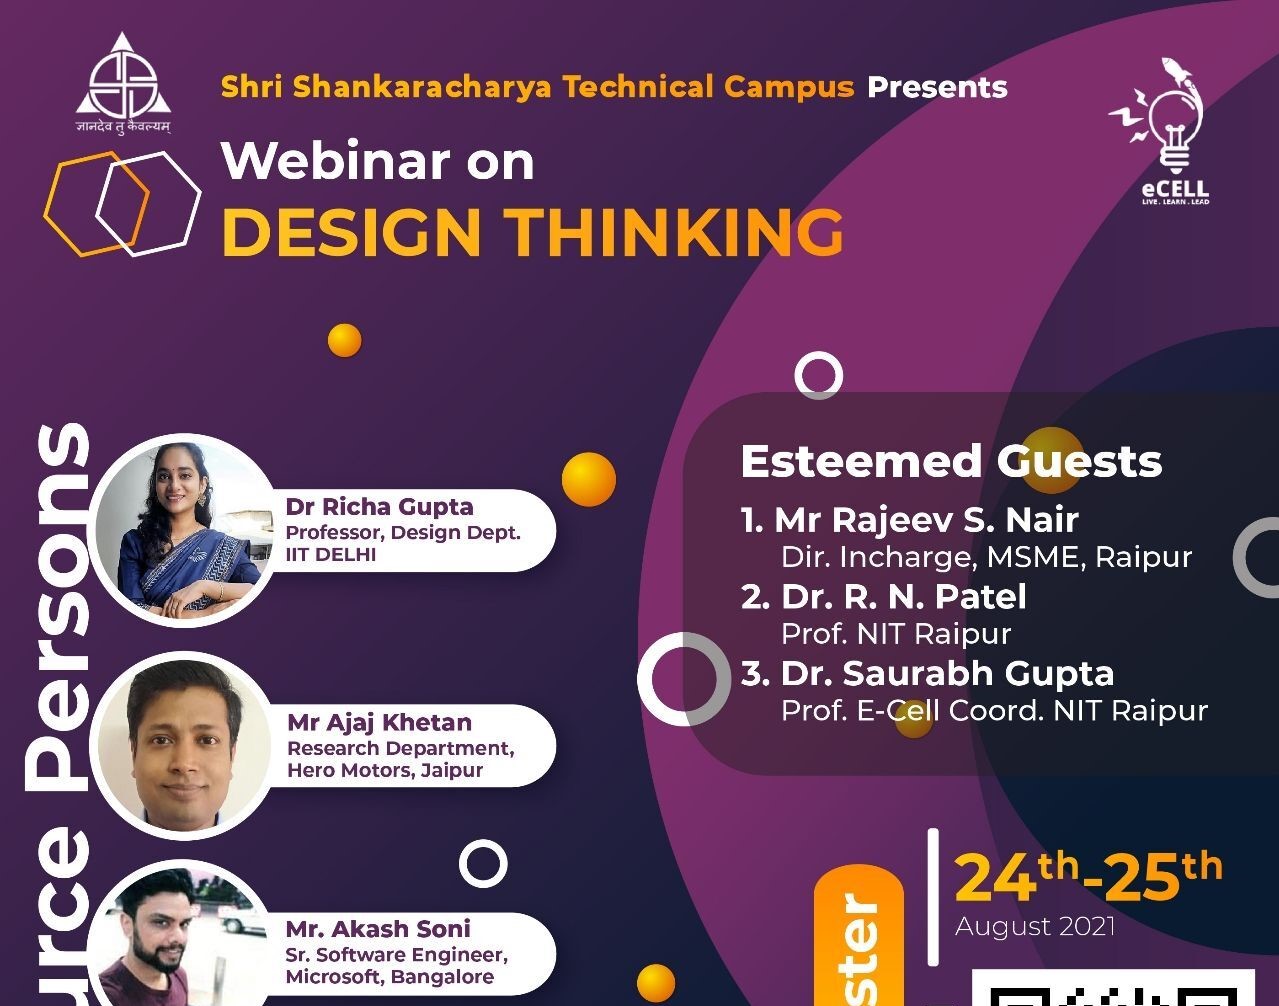 ज्ञानदेव तु कैवल्यम्
Shri Shankaracharya Technical Campus Presents
Webinar on
DESIGN THINKING
eCELL
LIVE . LEARN . LEAD
urce Persons
Dr Richa Gupta
Professor, Design Dept.
IIT DELHI
Mr Ajaj Khetan
Research Department,
Hero Motors, Jaipur
Mr. Akash Soni
Sr. Software Engineer,
Microsoft, Bangalore
Esteemed Guests
1. Mr Rajeev S. Nair
Dir. Incharge, MSME, Raipur
2. Dr. R. N. Patel
Prof. NIT Raipur
3. Dr. Saurabh Gupta
Prof. E-Cell Coord. NIT Raipur
ster
24th-25th
August 2021